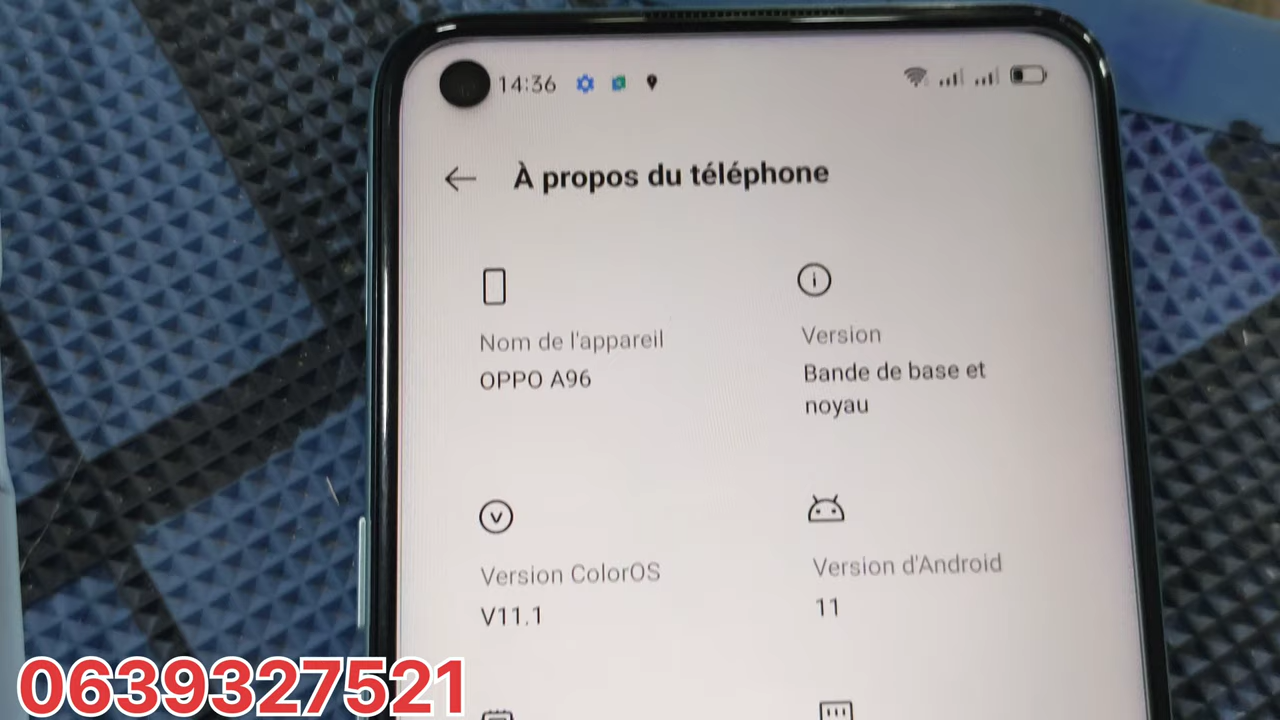 14:36
À propos du téléphone
Nom de l'appareil
OPPO A96
Version
Bande de base et
noyau
Version ColorOS
V11.1
Version d'Android
11
0639327521